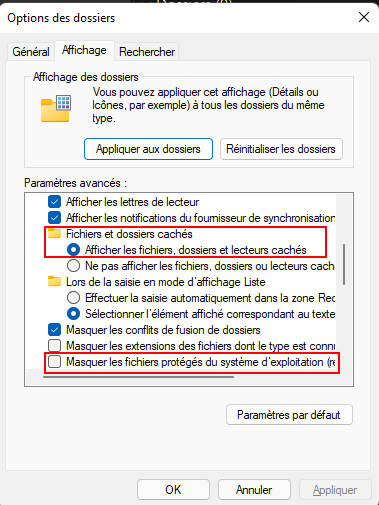 Dossiers (9)
Options des dossiers
Général Affichage Rechercher
Affichage des dossiers
Vous pouvez appliquer cet affichage (Détails ou
Icônes, par exemple) à tous les dossiers du même
type.
Appliquer aux dossiers Réinitialiser les dossiers
Paramètres avancés :
Afficher les lettres de lecteur
Afficher les notifications du fournisseur de synchronisation
Fichiers et dossiers cachés
Afficher les fichiers, dossiers et lecteurs cachés
Ne pas afficher les fichiers, dossiers ou lecteurs cach
Lors de la saisie en mode d'affichage Liste
Effectuer la saisie automatiquement dans la zone Rec
Sélectionner l'élément affiché correspondant au texte
Masquer les conflits de fusion de dossiers
Masquer les extensions des fichiers dont le type est connu
Masquer les fichiers protégés du système d'exploitation (re
Paramètres par défaut
OK Annuler Appliquer